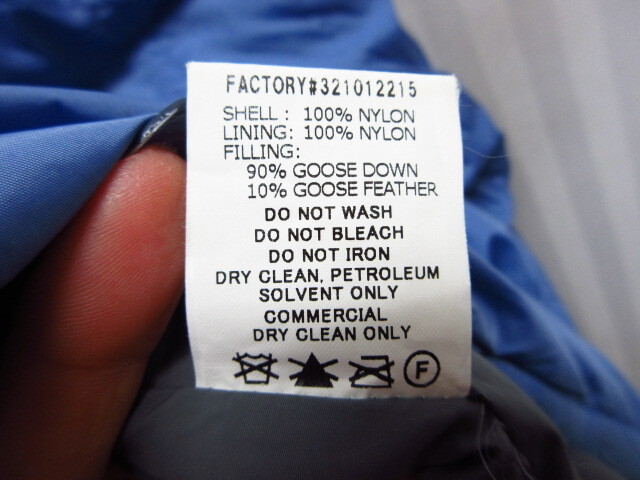 FACTORY#321012215
SHELL : 100% NYLON
LINING: 100% NYLON
FILLING:
90% GOOSE DOWN
10% GOOSE FEATHER
DO NOT WASH
DO NOT BLEACH
DO NOT IRON
DRY CLEAN, PETROLEUM
SOLVENT ONLY
COMMERCIAL
DRY CLEAN ONLY
F